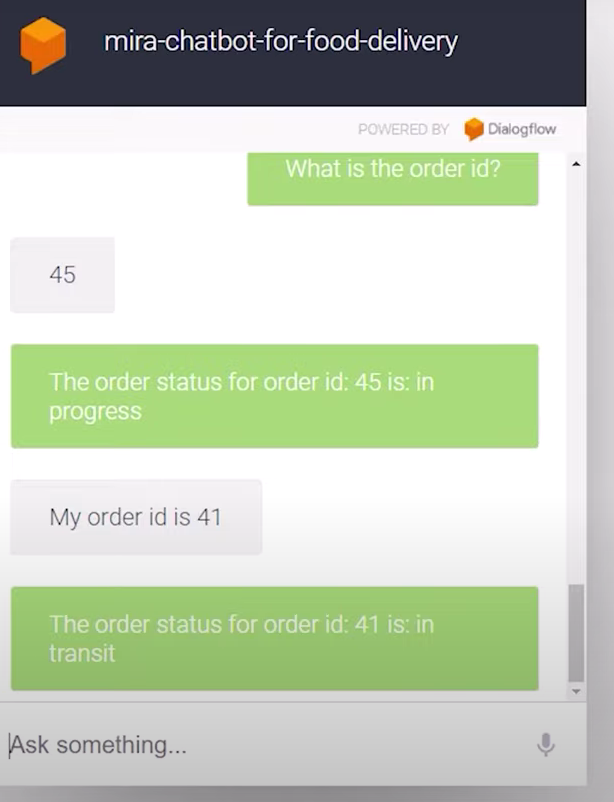 mira-chatbot-for-food-delivery
POWERED BY Dialogflow
What is the order id?
45
The order status for order id: 45 is: in
progress
My order id is 41
The order status for order id: 41 is: in
transit
Ask something...